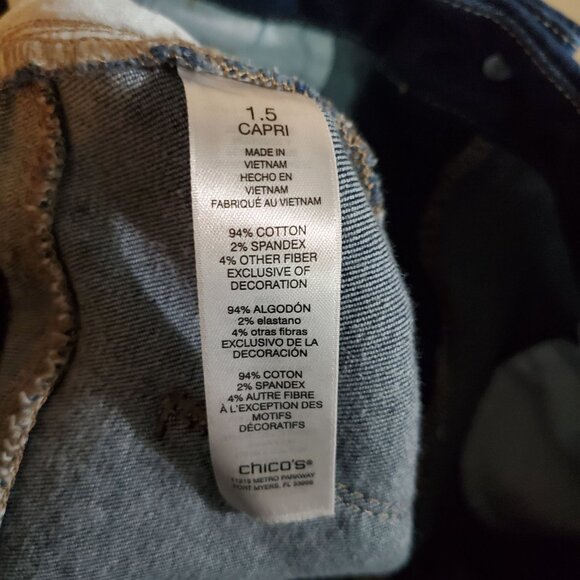 1.5
CAPRI
MADE IN
VIETNAM
HECHO EN
VIETNAM
FABRIQUÉ AU VIETNAM
94% COTTON
2% SPANDEX
4% OTHER FIBER
EXCLUSIVE OF
DECORATION
94% ALGODÓN
2% elastano
4% otras fibras
EXCLUSIVO DE LA
DECORACIÓN
94% COTON
2% SPANDEX
4% AUTRE FIBRE
À L'EXCEPTION DES
MOTIFS
DÉCORATIFS
chico's®
11215 METRO PARKWAY
FORT MYERS, FL 33966